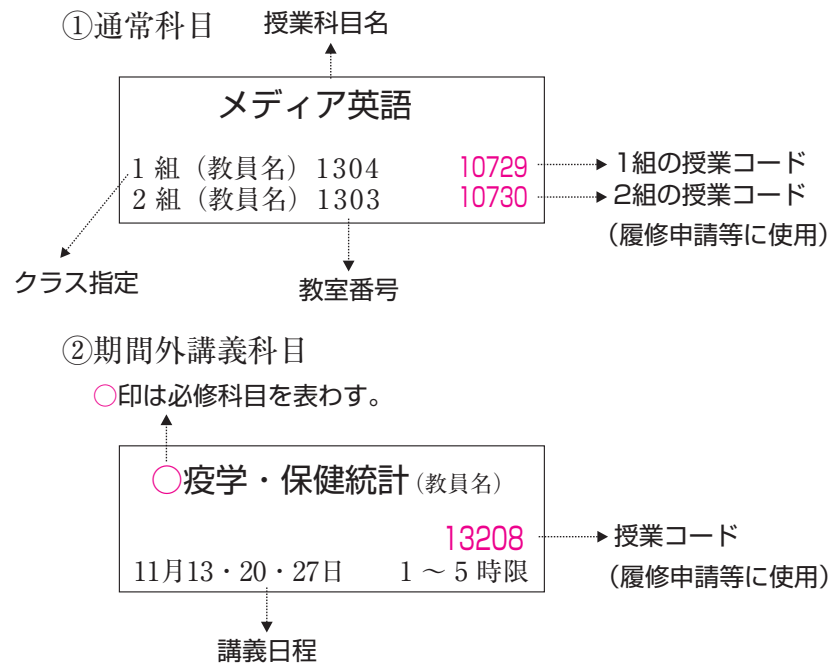 ①通常科目
授業科目名
メディア英語
1 組（教員名）1304 10729
1組の授業コード
2 組（教員名）1303 10730
2組の授業コード
（履修申請等に使用）
クラス指定
教室番号
②期間外講義科目
○印は必修科目を表わす。
○疫学・保健統計（教員名）
13208
授業コード
11月13・20・27日 1 ～ 5 時限
（履修申請等に使用）
講義日程